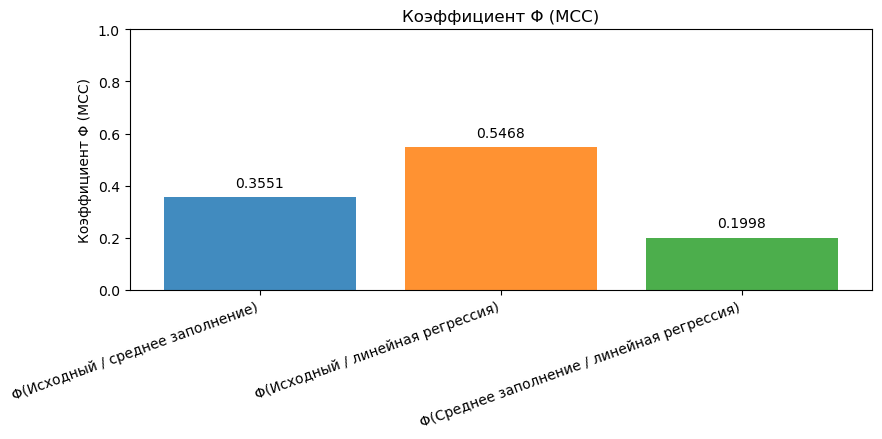 Коэффициент Φ (MCC)
Коэффициент Φ (MCC)
1.0
0.8
0.6
0.4
0.2
0.0
0.3551
0.5468
0.1998
Φ(Исходный / среднее заполнение)
Φ(Исходный / линейная регрессия)
Φ(Среднее заполнение / линейная регрессия)